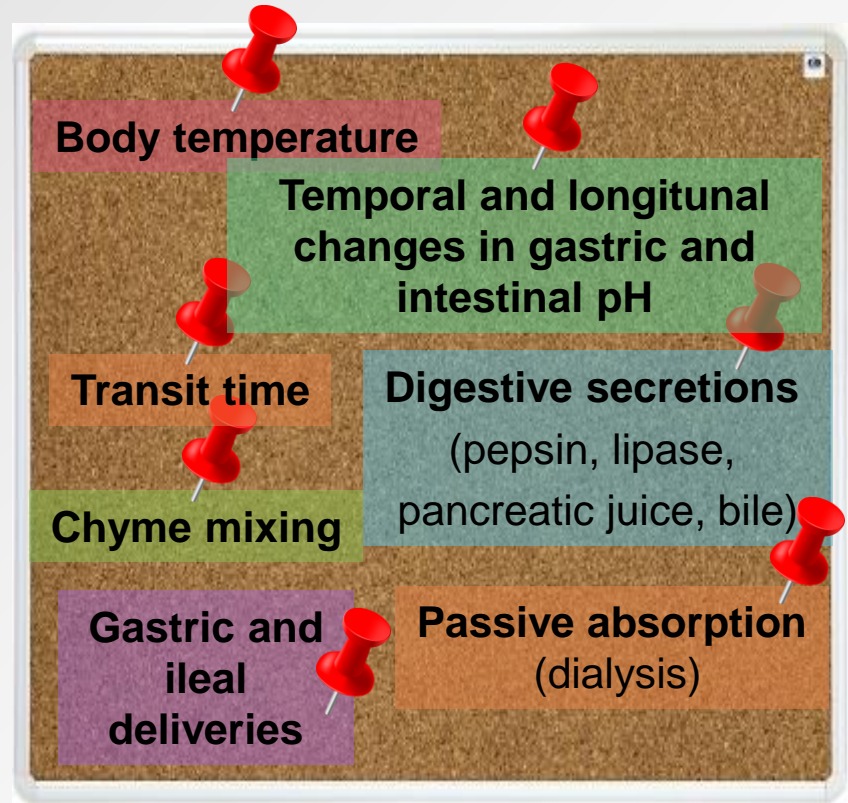 Body temperature
Temporal and longitunal
changes in gastric and
intestinal pH
Transit time
Digestive secretions
(pepsin, lipase,
pancreatic juice, bile)
Chyme mixing
Gastric and
ileal
deliveries
Passive absorption
(dialysis)